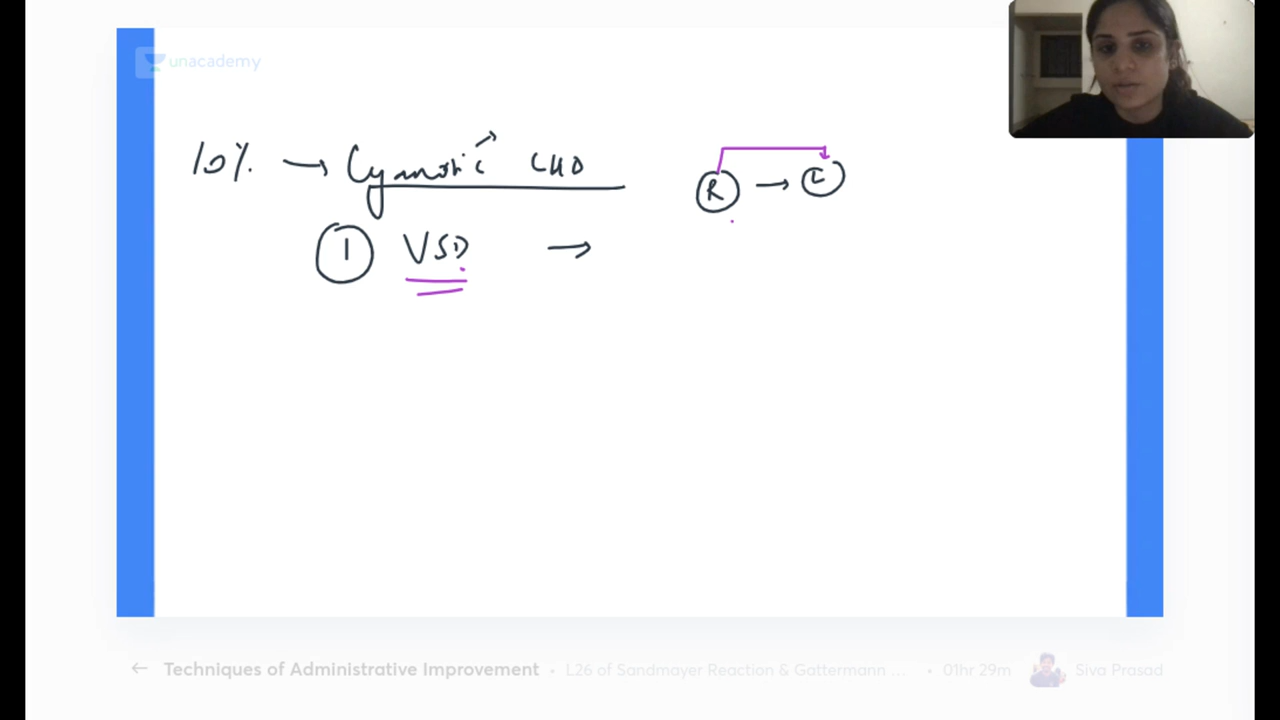 unacademy
10% → Cyanotic CHD
R → L
1 VSD →
← Techniques of Administrative Improvement • L26 of Sandmayer Reaction & Gattermann ... • 01hr 29m Siva Prasad